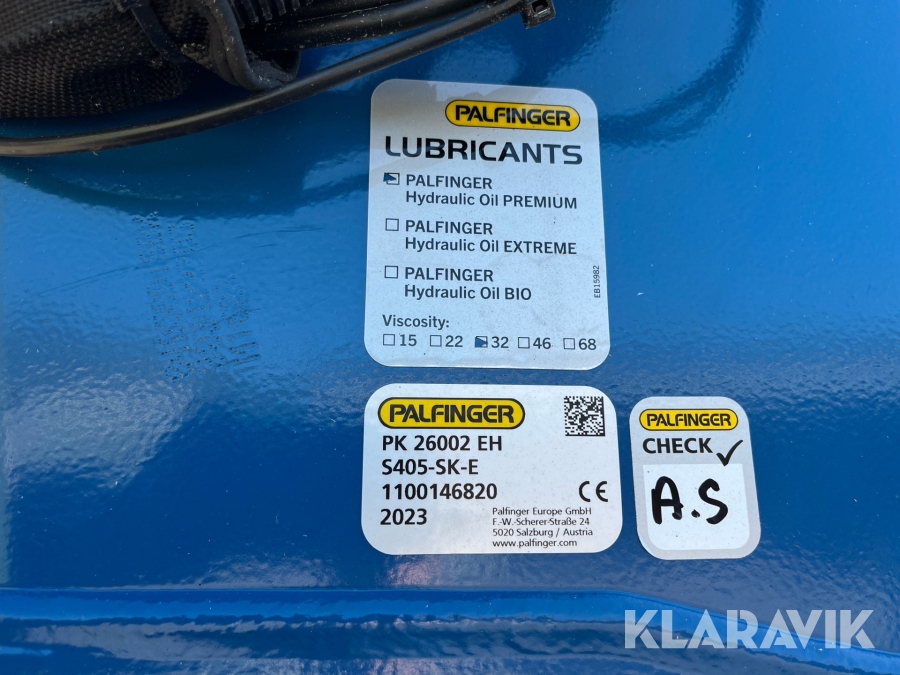 PALFINGER
LUBRICANTS
PALFINGER
Hydraulic Oil PREMIUM
PALFINGER
Hydraulic Oil EXTREME
PALFINGER
Hydraulic Oil BIO
EB15982
Viscosity:
15 22 32 46 68
PALFINGER
PK 26002 EH
S405-SK-E
1100146820
2023
CE
Palfinger Europe GmbH
F.-W.-Scherer-Straße 24
5020 Salzburg / Austria
www.palfinger.com
PALFINGER
CHECK
A.S
KLARAVIK